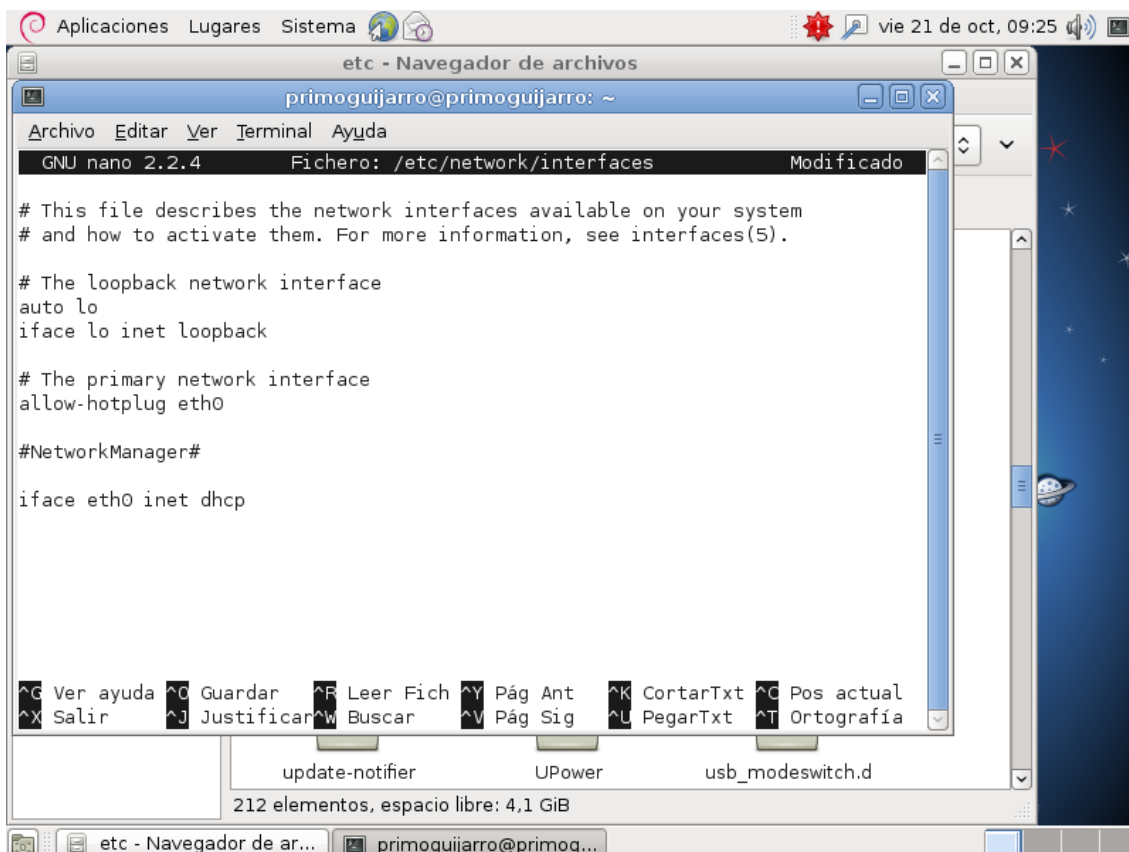 Aplicaciones Lugares Sistema vie 21 de oct, 09:25
etc - Navegador de archivos
primoguijarro@primoguijarro: ~
Archivo Editar Ver Terminal Ayuda
GNU nano 2.2.4 Fichero: /etc/network/interfaces Modificado
# This file describes the network interfaces available on your system
# and how to activate them. For more information, see interfaces(5).
# The loopback network interface
auto lo
iface lo inet loopback
# The primary network interface
allow-hotplug eth0
#NetworkManager#
iface eth0 inet dhcp
^G Ver ayuda ^O Guardar ^R Leer Fich ^Y Pág Ant ^K CortarTxt ^C Pos actual
^X Salir ^J Justificar ^W Buscar ^V Pág Sig ^U PegarTxt ^T Ortografía
update-notifier UPower usb_modeswitch.d
212 elementos, espacio libre: 4,1 GiB
etc - Navegador de ar... primoguijarro@primog...